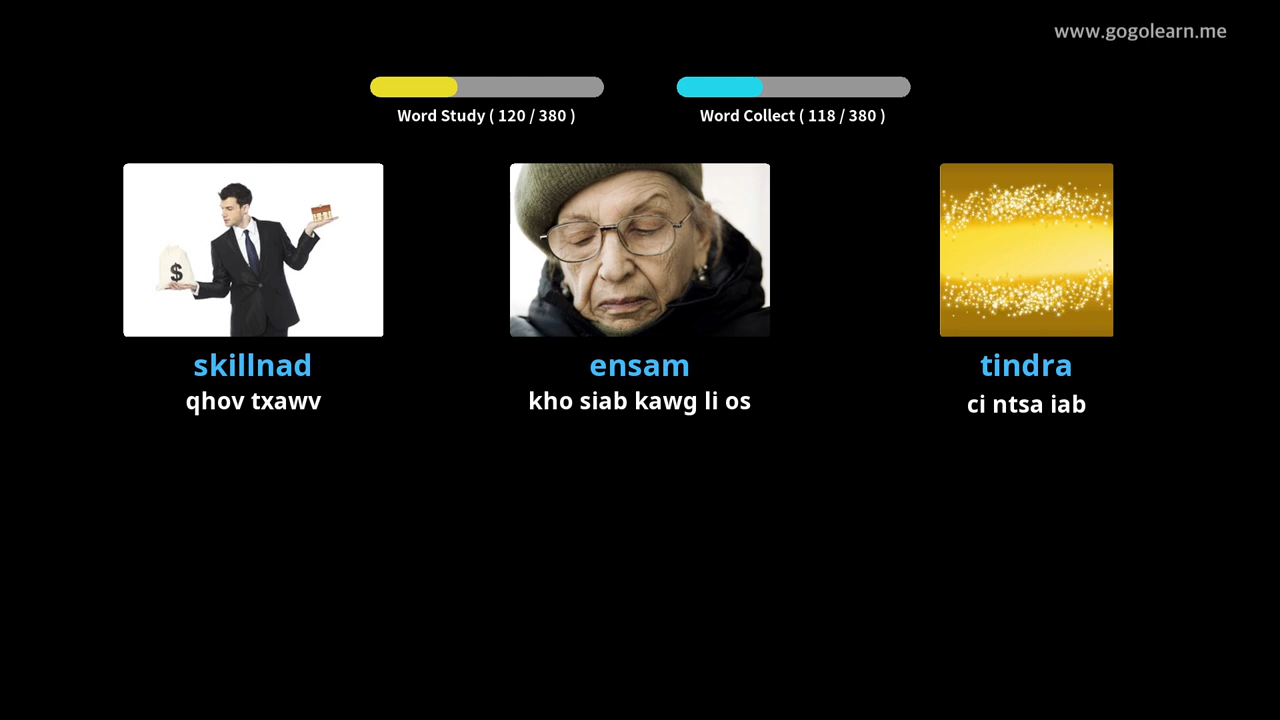 www.gogolearn.me
Word Study ( 120 / 380 )
Word Collect ( 118 / 380 )
$
skillnad
qhov txawv
ensam
kho siab kawg li os
tindra
ci ntsa iab